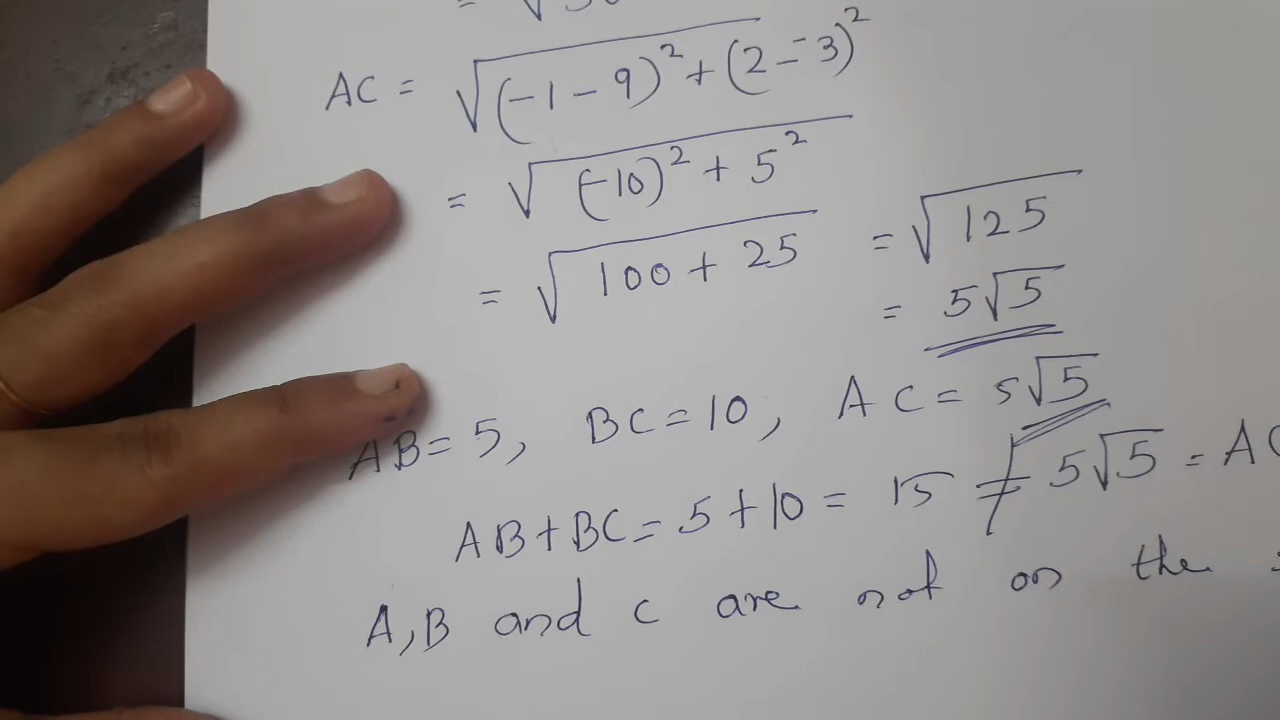 AC = √(-1-9)² + (2-⁻3)²
= √(-10)² + 5²
= √100 + 25 = √125
= 5√5
AB = 5, BC = 10, AC = 5√5
AB + BC = 5 + 10 = 15 ≠ 5√5 = AC
A, B and C are not on the